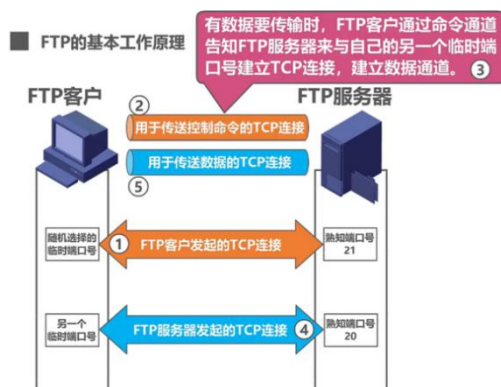 ■ FTP的基本工作原理
有数据要传输时，FTP客户通过命令通道
告知FTP服务器来与自己的另一个临时端
口号建立TCP连接，建立数据通道。③
FTP客户
FTP服务器
②
用于传送控制命令的TCP连接
用于传送数据的TCP连接
⑤
随机选择的
临时端口号
① FTP客户发起的TCP连接
熟知端口号
21
另一个
临时端口号
FTP服务器发起的TCP连接 ④
熟知端口号
20